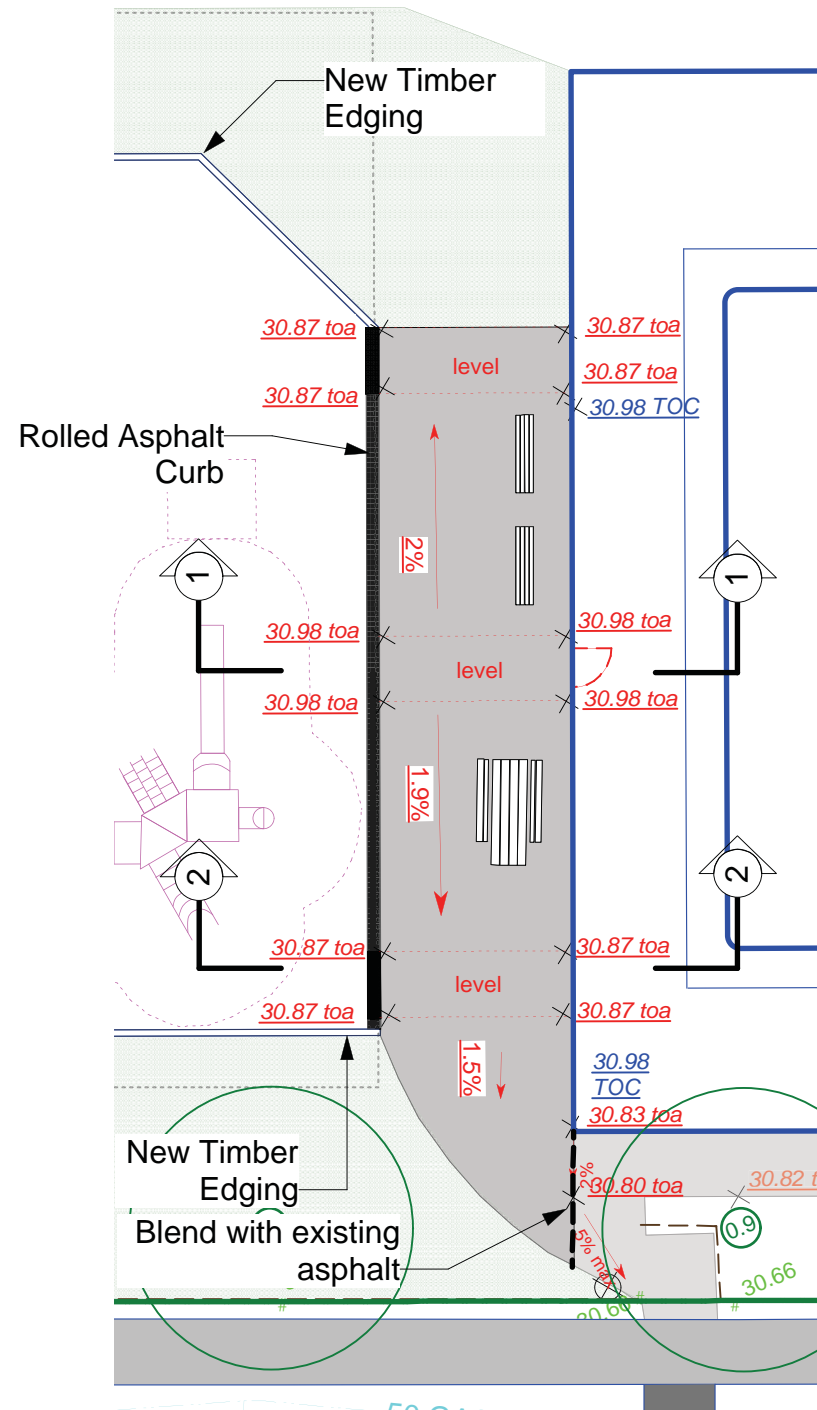 New Timber
Edging
30.87 toa
30.87 toa
level
30.87 toa
30.87 toa
30.98 TOC
Rolled Asphalt
Curb
2%
1
1
30.98 toa
30.98 toa
level
30.98 toa
30.98 toa
1.9%
2
2
30.87 toa
30.87 toa
level
30.87 toa
30.87 toa
1.5%
30.98
TOC
30.83 toa
New Timber
Edging
2%
30.80 toa
30.82
Blend with existing
asphalt
0.9
5% max
30.66
#
#
#